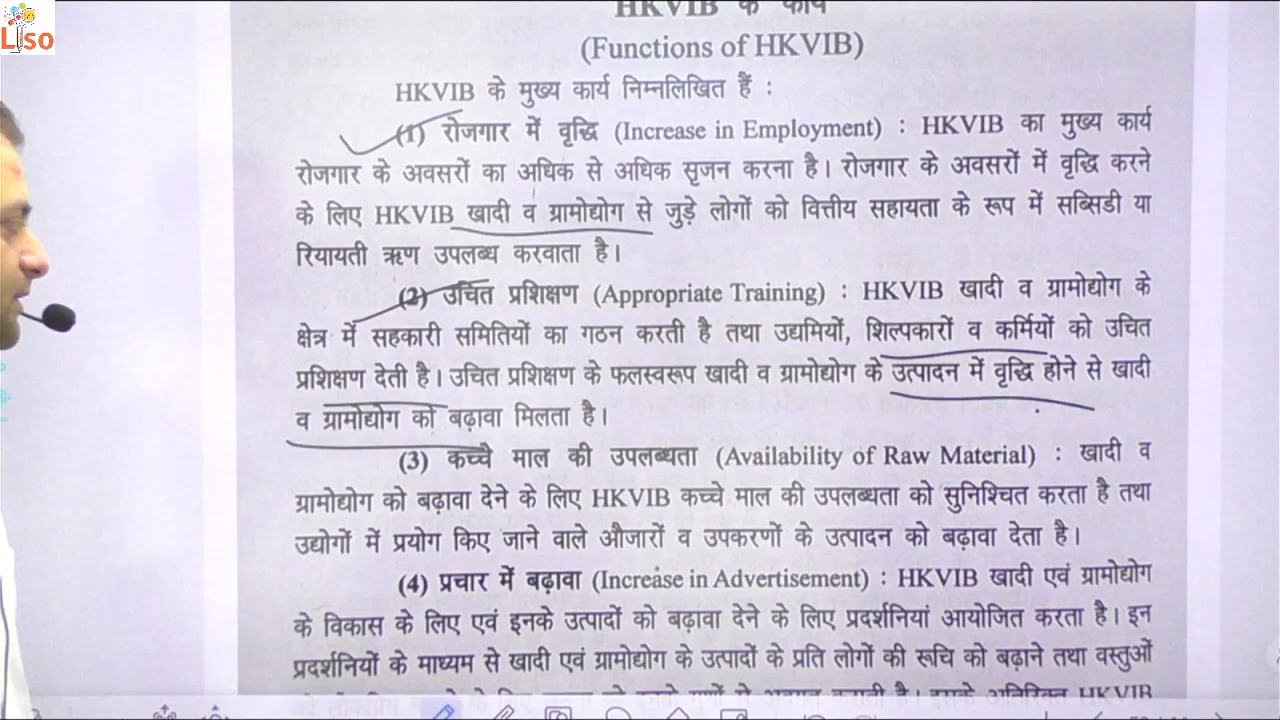 Liso
HKVIB के कार्य
(Functions of HKVIB)
HKVIB के मुख्य कार्य निम्नलिखित हैं :
(1) रोजगार में वृद्धि (Increase in Employment) : HKVIB का मुख्य कार्य
रोजगार के अवसरों का अधिक से अधिक सृजन करना है। रोजगार के अवसरों में वृद्धि करने
के लिए HKVIB खादी व ग्रामोद्योग से जुड़े लोगों को वित्तीय सहायता के रूप में सब्सिडी या
रियायती ऋण उपलब्ध करवाता है।
(2) उचित प्रशिक्षण (Appropriate Training) : HKVIB खादी व ग्रामोद्योग के
क्षेत्र में सहकारी समितियों का गठन करती है तथा उद्यमियों, शिल्पकारों व कर्मियों को उचित
प्रशिक्षण देती है। उचित प्रशिक्षण के फलस्वरूप खादी व ग्रामोद्योग के उत्पादन में वृद्धि होने से खादी
व ग्रामोद्योग को बढ़ावा मिलता है।
(3) कच्चे माल की उपलब्यता (Availability of Raw Material) : खादी व
ग्रामोद्योग को बढ़ावा देने के लिए HKVIB कच्चे माल की उपलब्धता को सुनिश्चित करता है तथा
उद्योगों में प्रयोग किए जाने वाले औजारों व उपकरणों के उत्पादन को बढ़ावा देता है।
(4) प्रचार में बढ़ावा (Increase in Advertisement) : HKVIB खादी एवं ग्रामोद्योग
के विकास के लिए एवं इनके उत्पादों को बढ़ावा देने के लिए प्रदर्शनियां आयोजित करता है। इन
प्रदर्शनियों के माध्यम से खादी एवं ग्रामोद्योग के उत्पादों के प्रति लोगों की रूचि को बढ़ाने तथा वस्तुओं